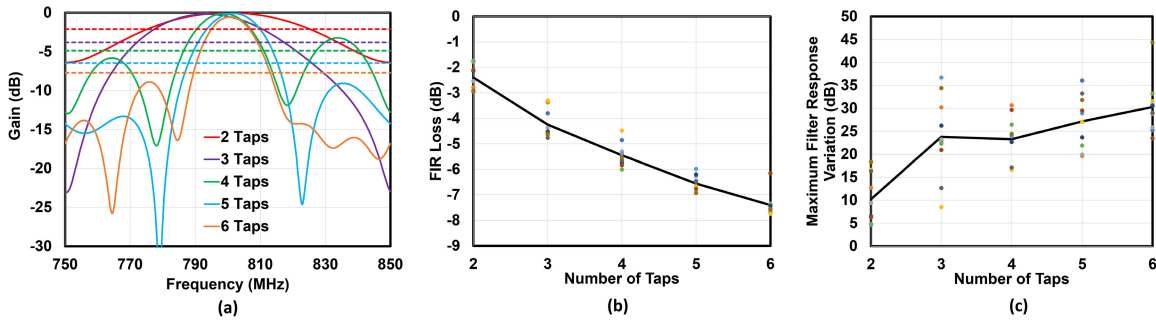 0
-5
-10
-15
-20
-25
-30
Gain (dB)
750
770
790
810
830
850
Frequency (MHz)
2 Taps
3 Taps
4 Taps
5 Taps
6 Taps
(a)
0
-1
-2
-3
-4
-5
-6
-7
-8
-9
FIR Loss (dB)
2
3
4
5
6
Number of Taps
(b)
50
45
40
35
30
25
20
15
10
5
0
Maximum Filter Response
Variation (dB)
2
3
4
5
6
Number of Taps
(c)